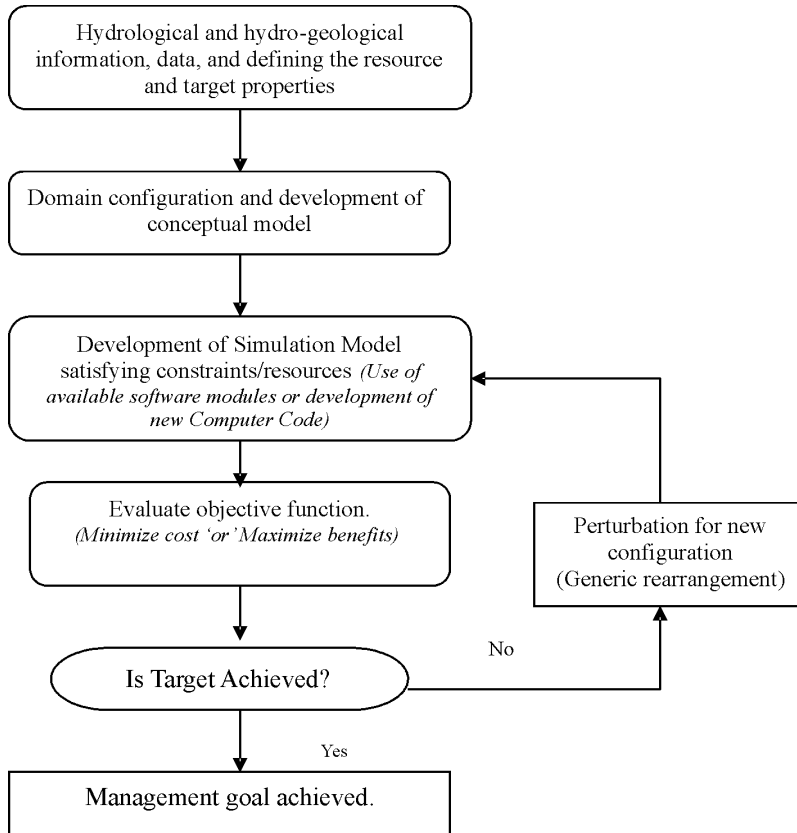 Hydrological and hydro-geological
information, data, and defining the resource
and target properties
Domain configuration and development of
conceptual model
Development of Simulation Model
satisfying constraints/resources (Use of
available software modules or development of
new Computer Code)
Evaluate objective function.
(Minimize cost ‘or’ Maximize benefits)
Perturbation for new
configuration
(Generic rearrangement)
No
Is Target Achieved?
Yes
Management goal achieved.